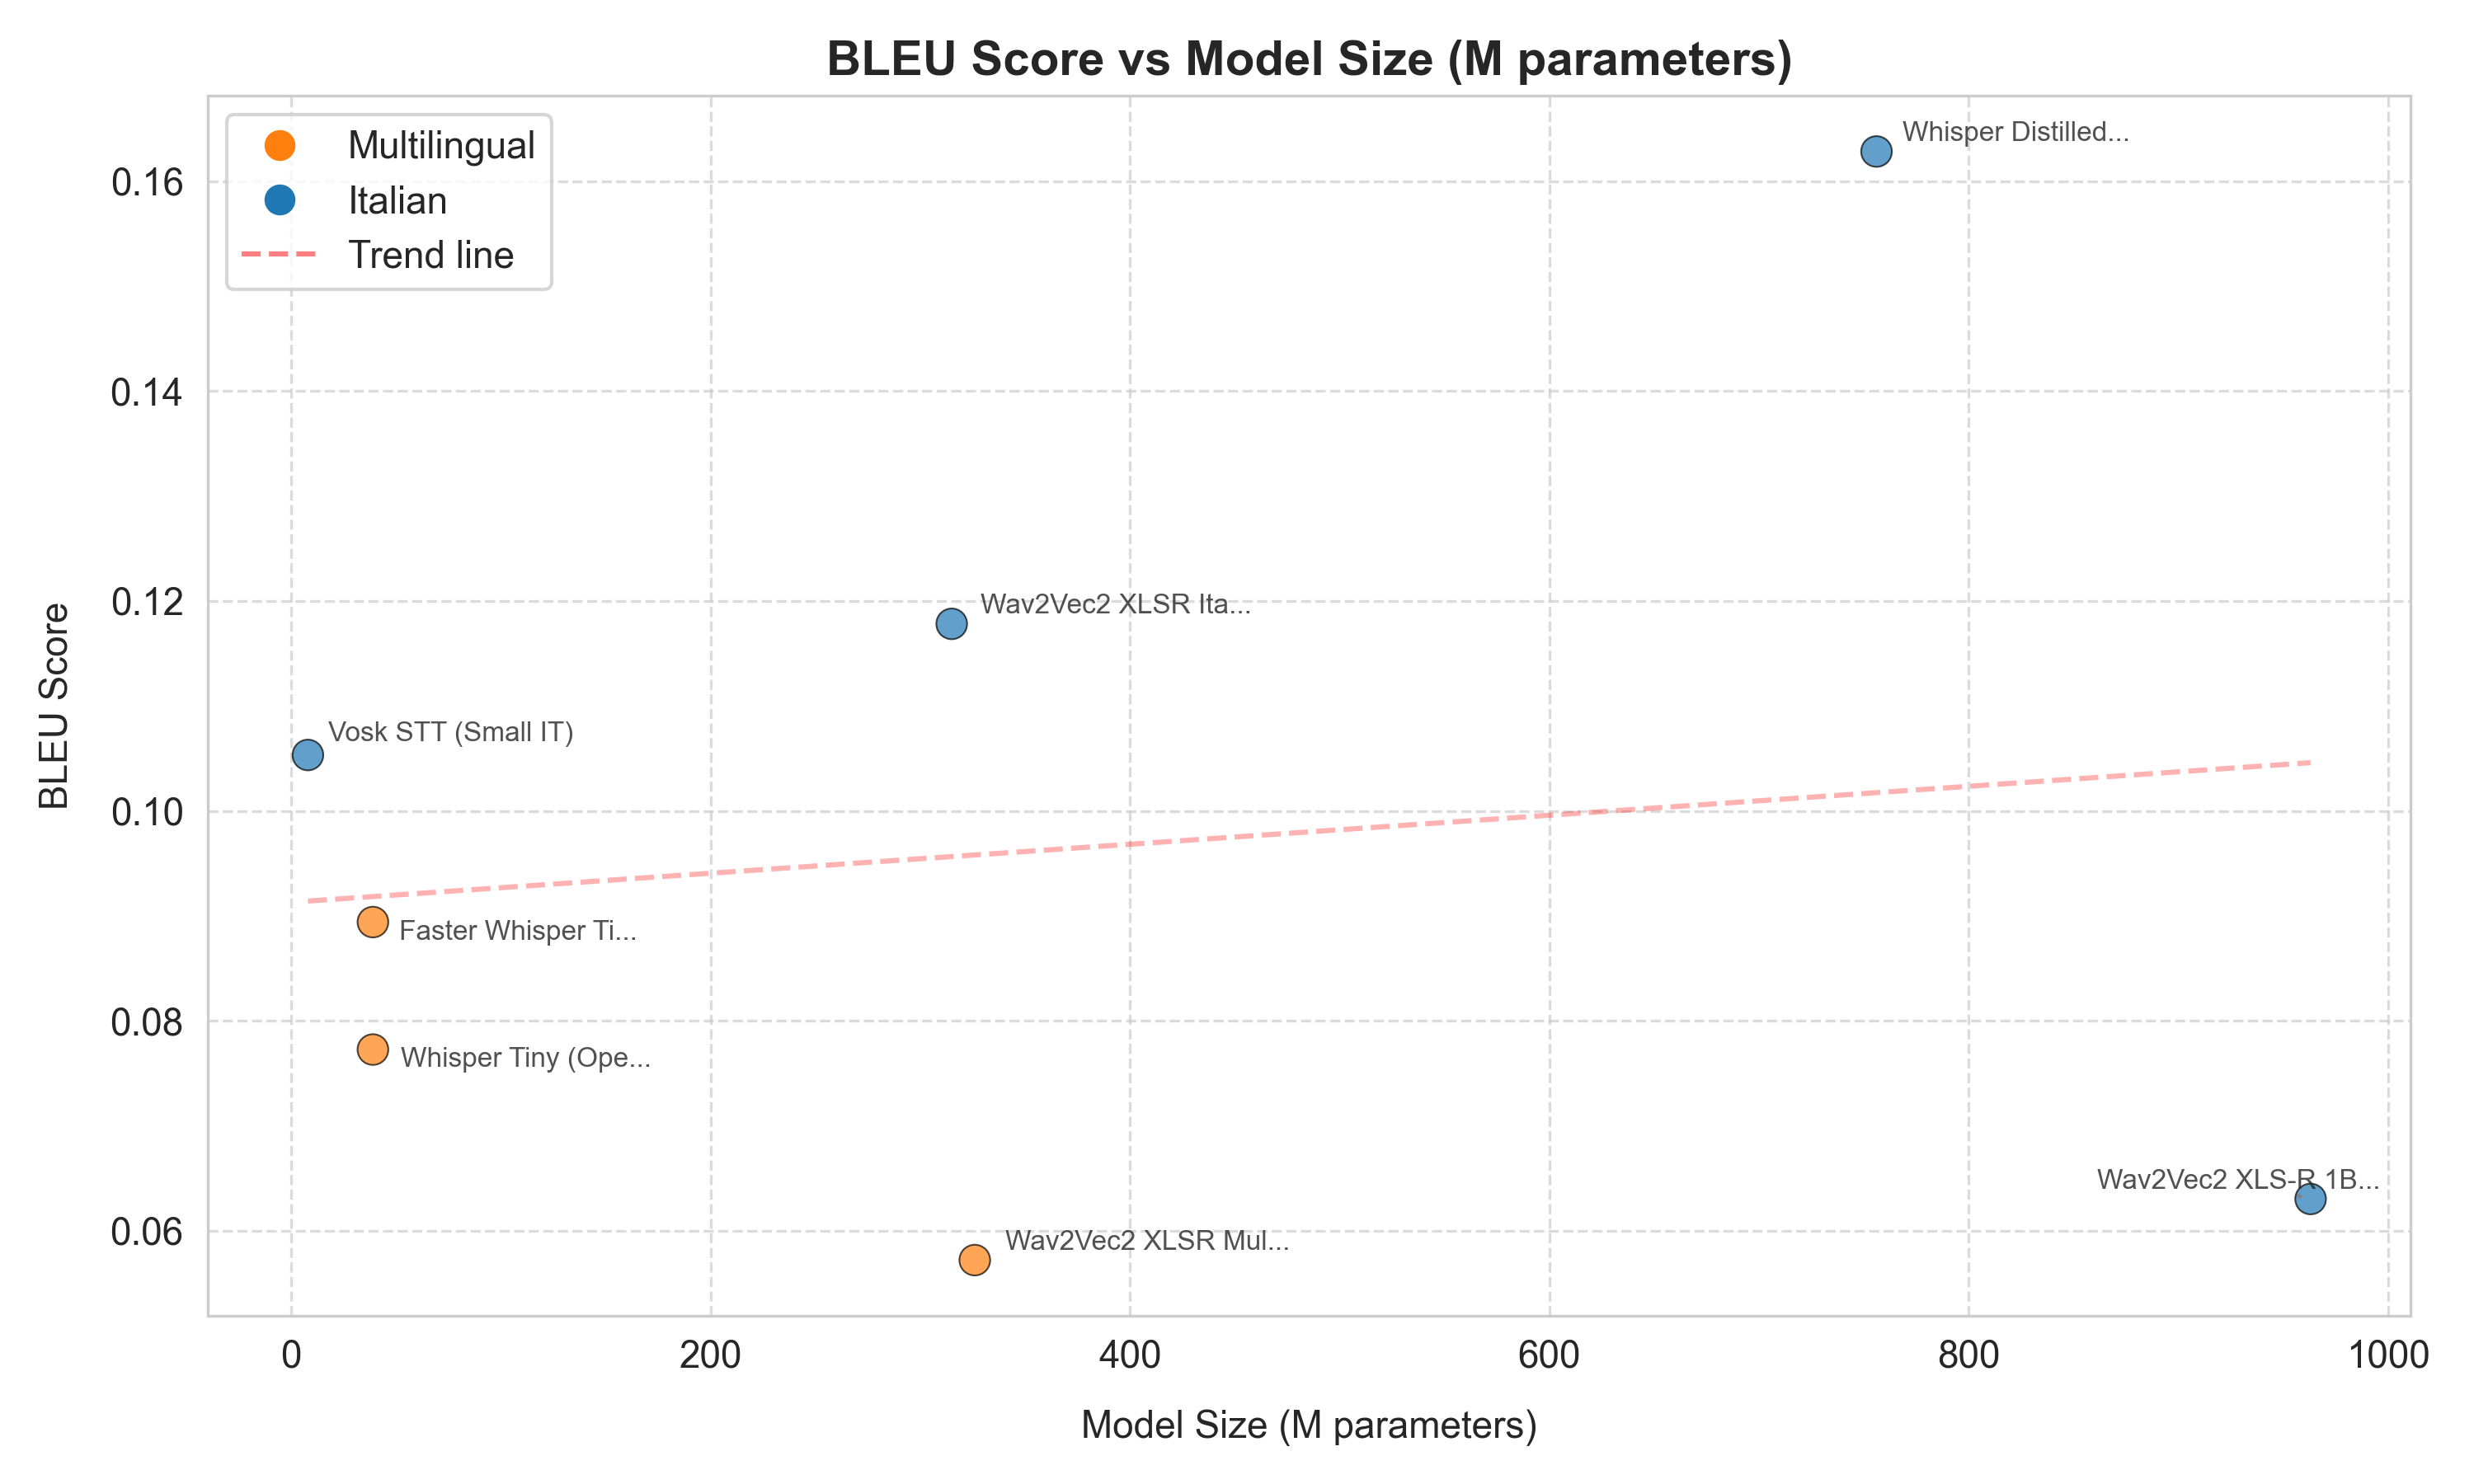 BLEU Score vs Model Size (M parameters)
Multilingual
Italian
Trend line
Whisper Distilled...
Wav2Vec2 XLSR Ita...
Vosk STT (Small IT)
Faster Whisper Ti...
Whisper Tiny (Ope...
Wav2Vec2 XLS-R 1B...
Wav2Vec2 XLSR Mul...
0.16
0.14
0.12
0.10
0.08
0.06
BLEU Score
0
200
400
600
800
1000
Model Size (M parameters)